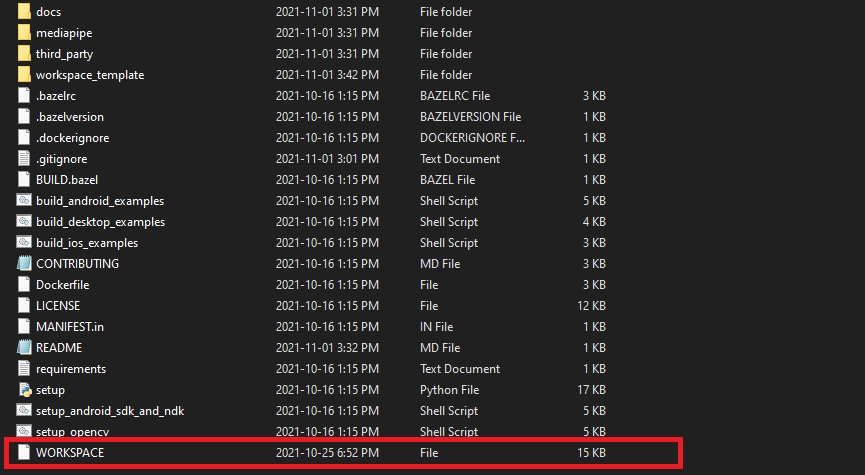 docs 2021-11-01 3:31 PM File folder
mediapipe 2021-11-01 3:31 PM File folder
third_party 2021-11-01 3:31 PM File folder
workspace_template 2021-11-01 3:42 PM File folder
.bazelrc 2021-10-16 1:15 PM BAZELRC File 3 KB
.bazelversion 2021-10-16 1:15 PM BAZELVERSION File 1 KB
.dockerignore 2021-10-16 1:15 PM DOCKERIGNORE F... 1 KB
.gitignore 2021-11-01 3:01 PM Text Document 1 KB
BUILD.bazel 2021-10-16 1:15 PM BAZEL File 1 KB
build_android_examples 2021-10-16 1:15 PM Shell Script 5 KB
build_desktop_examples 2021-10-16 1:15 PM Shell Script 4 KB
build_ios_examples 2021-10-16 1:15 PM Shell Script 3 KB
CONTRIBUTING 2021-10-16 1:15 PM MD File 3 KB
Dockerfile 2021-10-16 1:15 PM File 3 KB
LICENSE 2021-10-16 1:15 PM File 12 KB
MANIFEST.in 2021-10-16 1:15 PM IN File 1 KB
README 2021-11-01 3:32 PM MD File 1 KB
requirements 2021-10-16 1:15 PM Text Document 1 KB
setup 2021-10-16 1:15 PM Python File 17 KB
setup_android_sdk_and_ndk 2021-10-16 1:15 PM Shell Script 5 KB
setup_opencv 2021-10-16 1:15 PM Shell Script 5 KB
WORKSPACE 2021-10-25 6:52 PM File 15 KB